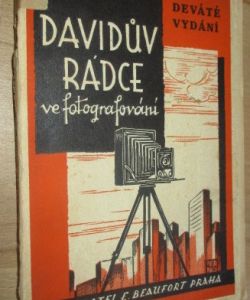 DEVÁTÉ
VYDÁNÍ
DAVIDŮV
RÁDCE
ve fotografování
C. BEAUFORT PRAHA